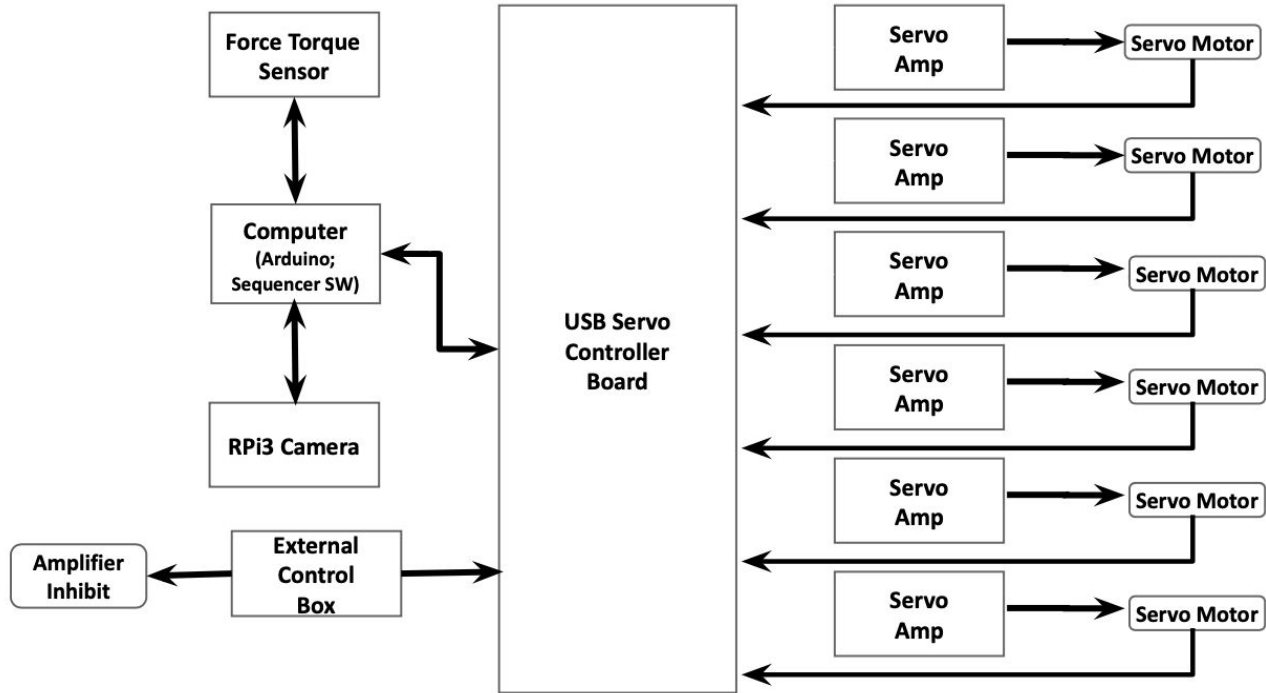 Force Torque
Sensor
Computer
(Arduino;
Sequencer SW)
RPi3 Camera
Amplifier
Inhibit
External
Control
Box
USB Servo
Controller
Board
Servo
Amp
Servo Motor
Servo
Amp
Servo Motor
Servo
Amp
Servo Motor
Servo
Amp
Servo Motor
Servo
Amp
Servo Motor
Servo
Amp
Servo Motor